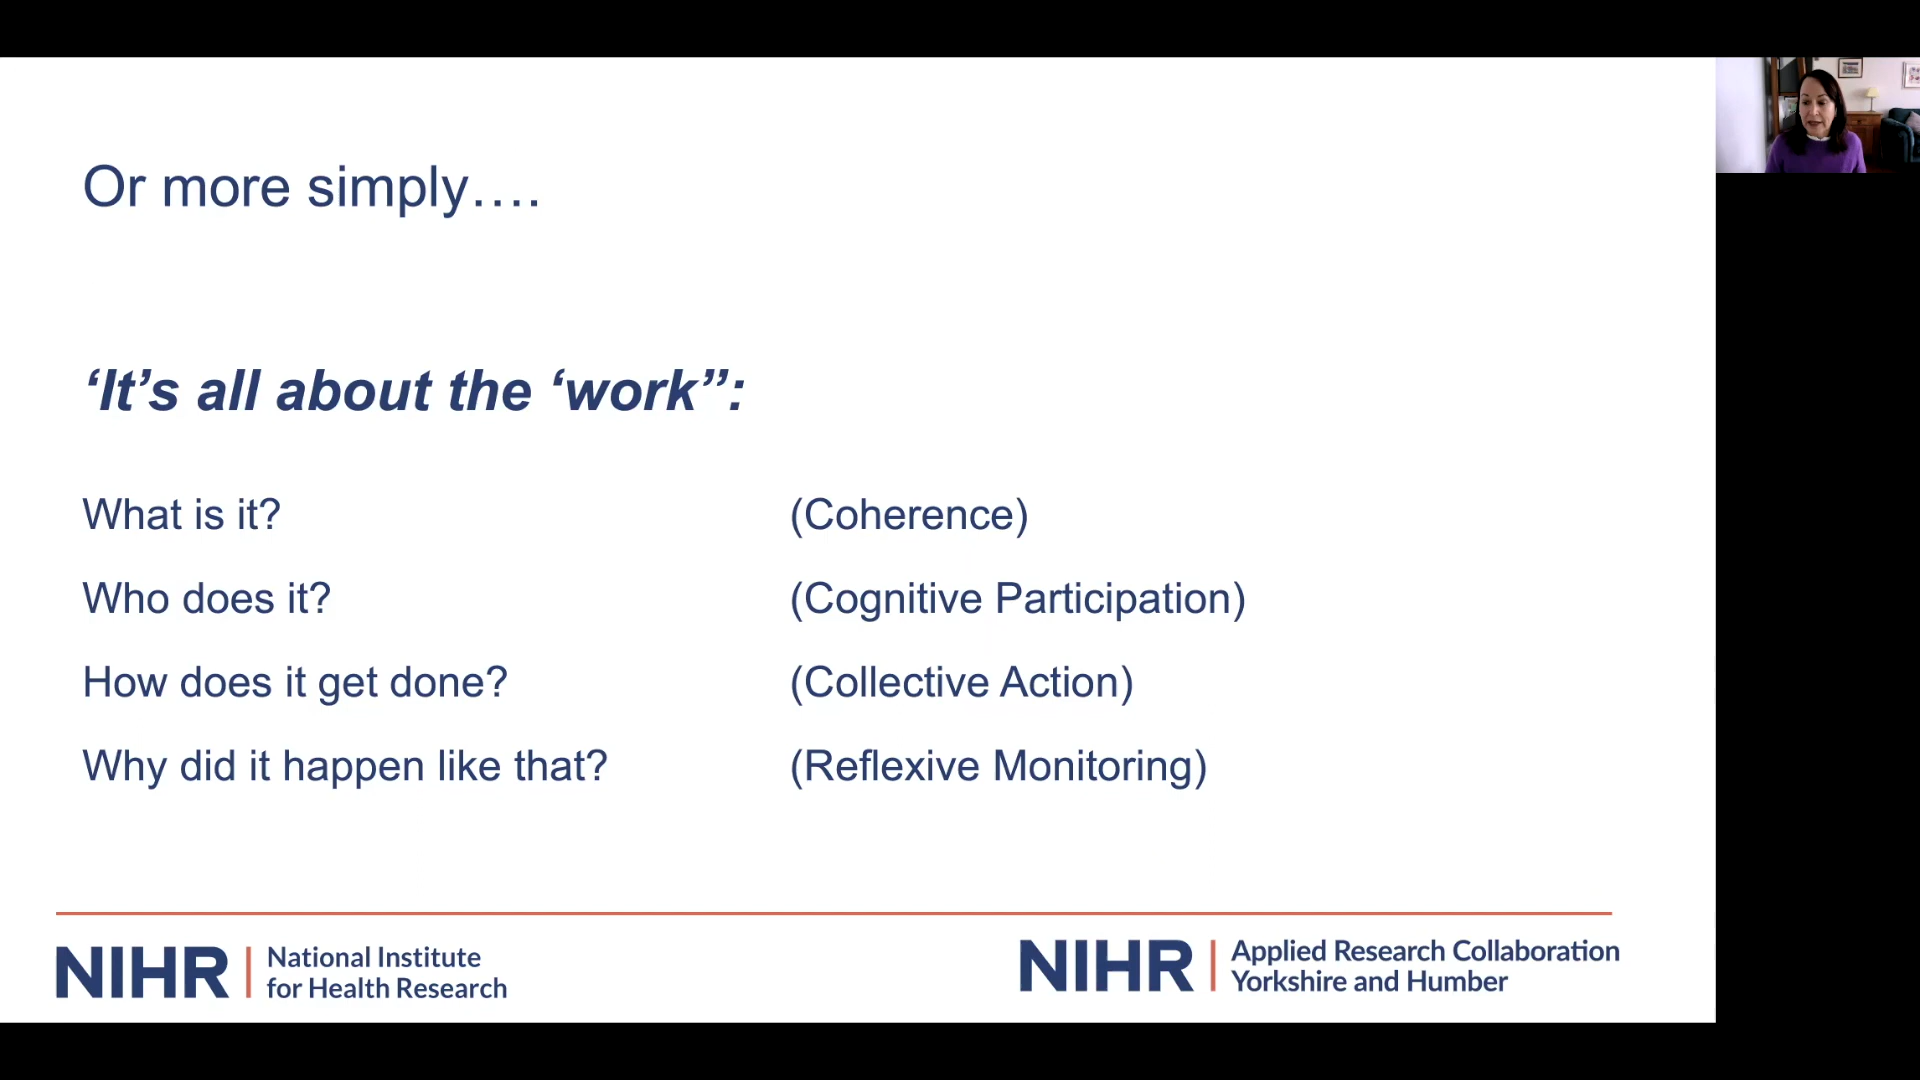 Or more simply….
‘It’s all about the ‘work’’:
What is it? (Coherence)
Who does it? (Cognitive Participation)
How does it get done? (Collective Action)
Why did it happen like that? (Reflexive Monitoring)
NIHR | National Institute for Health Research
NIHR | Applied Research Collaboration Yorkshire and Humber